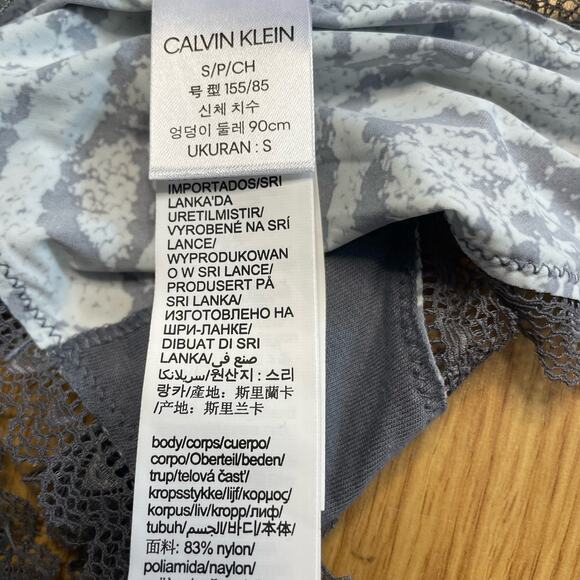 CALVIN KLEIN
S/P/CH
号型 155/85
신체 치수
엉덩이 둘레 90cm
UKURAN : S
IMPORTADOS/SRI
LANKA'DA
URETILMISTIR/
VYROBENÉ NA SRÍ
LANCE/
WYPRODUKOWAN
O W SRI LANCE/
PRODUSERT PÅ
SRI LANKA/
ИЗГОТОВЛЕНО НА
ШРИ-ЛАНКЕ/
DIBUAT DI SRI
LANKA/صنع في
سريلانكا/원산지 : 스리
랑카/產地：斯里蘭卡
/产地：斯里兰卡
body/corps/cuerpo/
corpo/Oberteil/beden/
trup/telová časť/
kropsstykke/lijf/κορμος/
korpus/liv/kropp/лиф/
tubuh/الجسم/바디/本体/
面料: 83% nylon/
poliamida/naylon/